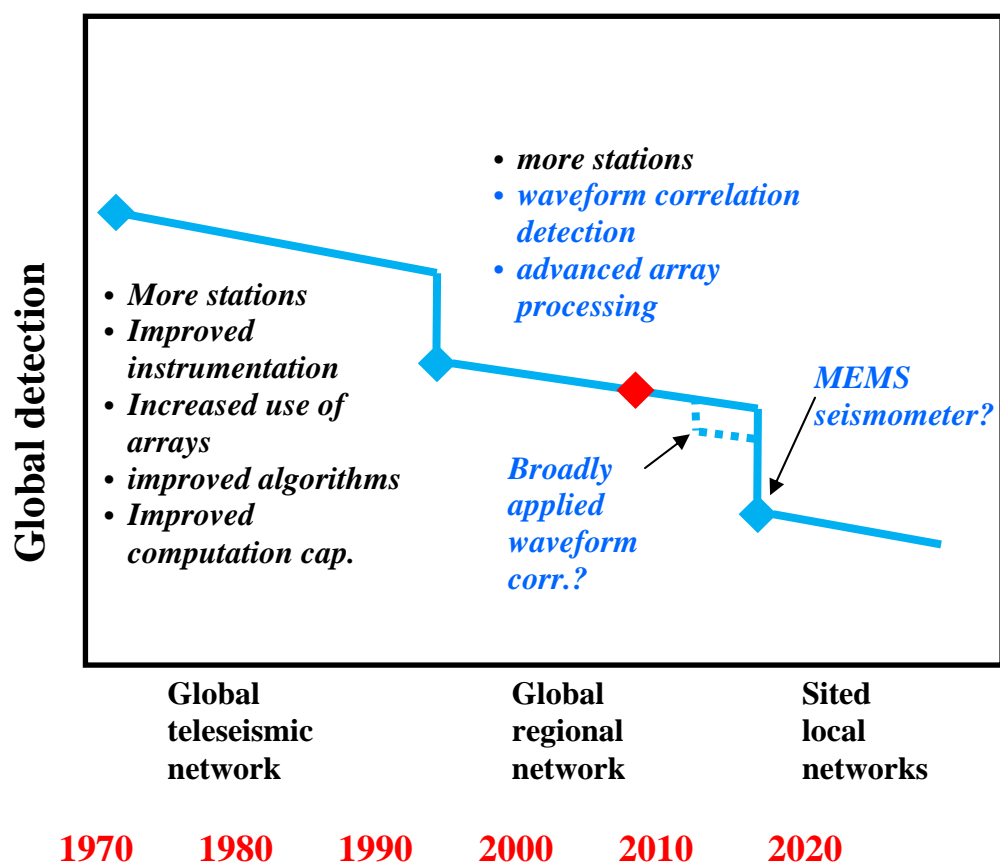 Global detection
• more stations
• waveform correlation
detection
• advanced array
processing
• More stations
• Improved
instrumentation
• Increased use of
arrays
• improved algorithms
• Improved
computation cap.
MEMS
seismometer?
Broadly
applied
waveform
corr.?
Global
teleseismic
network
Global
regional
network
Sited
local
networks
1970 1980 1990 2000 2010 2020